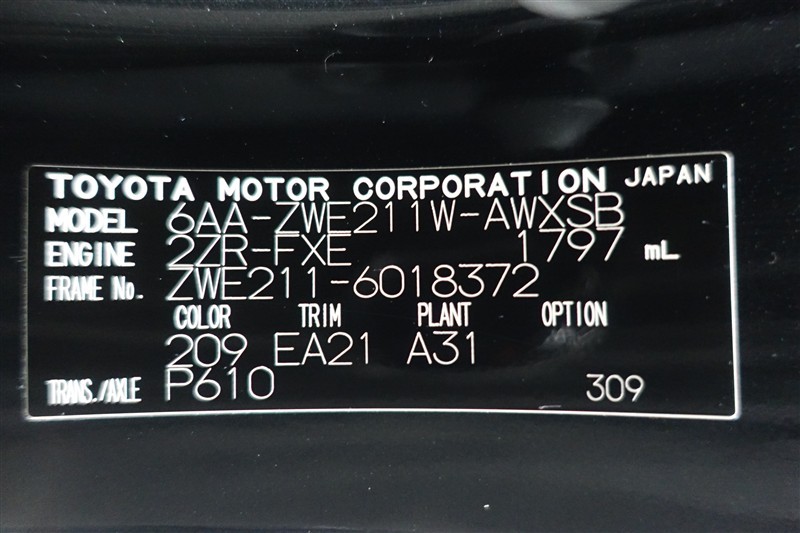 TOYOTA MOTOR CORPORATION JAPAN
MODEL 6AA-ZWE211W-AWXSB
ENGINE 2ZR-FXE 1797 mL
FRAME No. ZWE211-6018372
COLOR TRIM PLANT OPTION
209 EA21 A31
TRANS./AXLE P610 309